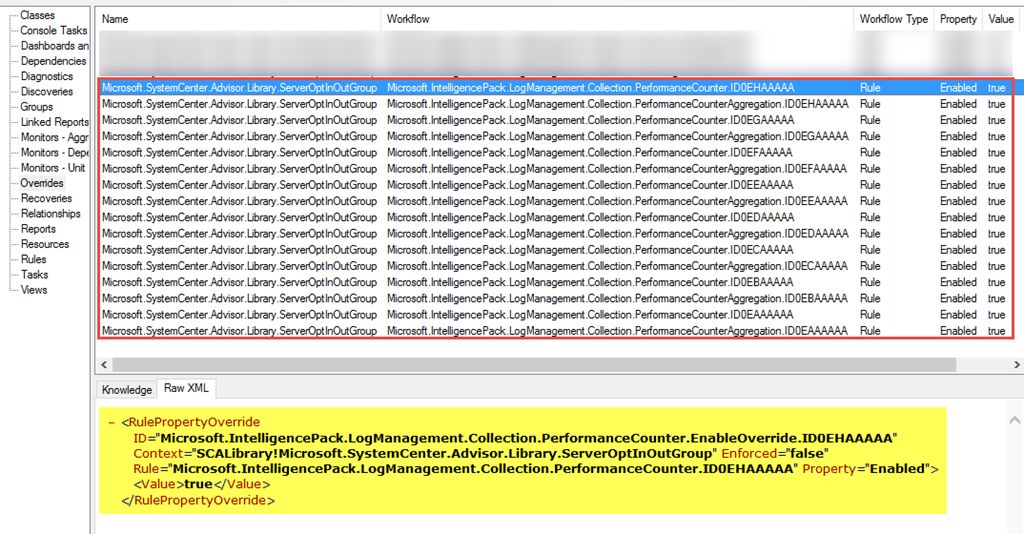 Classes
Console Tasks
Dashboards an
Dependencies
Diagnostics
Discoveries
Groups
Linked Reports
Monitors - Aggr
Monitors - Depe
Monitors - Unit
Overrides
Recoveries
Relationships
Reports
Resources
Rules
Tasks
Views
Name Workflow Workflow Type Property Value
Microsoft.SystemCenter.Advisor.Library.ServerOptInOutGroup Microsoft.IntelligencePack.LogManagement.Collection.PerformanceCounter.ID0EHAAAAA Rule Enabled true
Microsoft.SystemCenter.Advisor.Library.ServerOptInOutGroup Microsoft.IntelligencePack.LogManagement.Collection.PerformanceCounterAggregation.ID0EHAAAAA Rule Enabled true
Microsoft.SystemCenter.Advisor.Library.ServerOptInOutGroup Microsoft.IntelligencePack.LogManagement.Collection.PerformanceCounter.ID0EGAAAAA Rule Enabled true
Microsoft.SystemCenter.Advisor.Library.ServerOptInOutGroup Microsoft.IntelligencePack.LogManagement.Collection.PerformanceCounterAggregation.ID0EGAAAAA Rule Enabled true
Microsoft.SystemCenter.Advisor.Library.ServerOptInOutGroup Microsoft.IntelligencePack.LogManagement.Collection.PerformanceCounter.ID0EFAAAAA Rule Enabled true
Microsoft.SystemCenter.Advisor.Library.ServerOptInOutGroup Microsoft.IntelligencePack.LogManagement.Collection.PerformanceCounterAggregation.ID0EFAAAAA Rule Enabled true
Microsoft.SystemCenter.Advisor.Library.ServerOptInOutGroup Microsoft.IntelligencePack.LogManagement.Collection.PerformanceCounter.ID0EEAAAAA Rule Enabled true
Microsoft.SystemCenter.Advisor.Library.ServerOptInOutGroup Microsoft.IntelligencePack.LogManagement.Collection.PerformanceCounterAggregation.ID0EEAAAAA Rule Enabled true
Microsoft.SystemCenter.Advisor.Library.ServerOptInOutGroup Microsoft.IntelligencePack.LogManagement.Collection.PerformanceCounter.ID0EDAAAAA Rule Enabled true
Microsoft.SystemCenter.Advisor.Library.ServerOptInOutGroup Microsoft.IntelligencePack.LogManagement.Collection.PerformanceCounterAggregation.ID0EDAAAAA Rule Enabled true
Microsoft.SystemCenter.Advisor.Library.ServerOptInOutGroup Microsoft.IntelligencePack.LogManagement.Collection.PerformanceCounter.ID0ECAAAAA Rule Enabled true
Microsoft.SystemCenter.Advisor.Library.ServerOptInOutGroup Microsoft.IntelligencePack.LogManagement.Collection.PerformanceCounterAggregation.ID0ECAAAAA Rule Enabled true
Microsoft.SystemCenter.Advisor.Library.ServerOptInOutGroup Microsoft.IntelligencePack.LogManagement.Collection.PerformanceCounter.ID0EBAAAAA Rule Enabled true
Microsoft.SystemCenter.Advisor.Library.ServerOptInOutGroup Microsoft.IntelligencePack.LogManagement.Collection.PerformanceCounterAggregation.ID0EBAAAAA Rule Enabled true
Microsoft.SystemCenter.Advisor.Library.ServerOptInOutGroup Microsoft.IntelligencePack.LogManagement.Collection.PerformanceCounter.ID0EAAAAAA Rule Enabled true
Microsoft.SystemCenter.Advisor.Library.ServerOptInOutGroup Microsoft.IntelligencePack.LogManagement.Collection.PerformanceCounterAggregation.ID0EAAAAAA Rule Enabled true
Knowledge Raw XML
- <RulePropertyOverride
ID="Microsoft.IntelligencePack.LogManagement.Collection.PerformanceCounter.EnableOverride.ID0EHAAAAA"
Context="SCALibrary!Microsoft.SystemCenter.Advisor.Library.ServerOptInOutGroup" Enforced="false"
Rule="Microsoft.IntelligencePack.LogManagement.Collection.PerformanceCounter.ID0EHAAAAA" Property="Enabled">
<Value>true</Value>
</RulePropertyOverride>